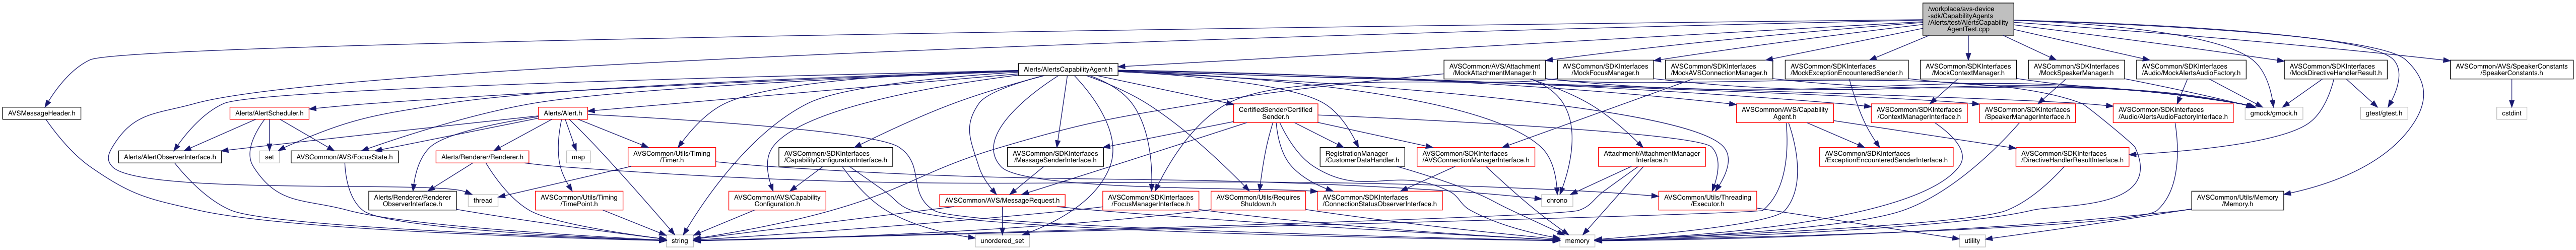 /workplace/avs-device
-sdk/CapabilityAgents
/Alerts/test/AlertsCapability
AgentTest.cpp
Alerts/AlertsCapabilityAgent.h
AVSCommon/AVS/Attachment
/MockAttachmentManager.h
AVSCommon/SDKInterfaces
/MockFocusManager.h
AVSCommon/SDKInterfaces
/MockAVSConnectionManager.h
AVSCommon/SDKInterfaces
/MockExceptionEncounteredSender.h
AVSCommon/SDKInterfaces
/MockContextManager.h
AVSCommon/SDKInterfaces
/MockSpeakerManager.h
AVSCommon/SDKInterfaces
/Audio/MockAlertsAudioFactory.h
AVSCommon/SDKInterfaces
/MockDirectiveHandlerResult.h
AVSCommon/AVS/SpeakerConstants
/SpeakerConstants.h
AVSMessageHeader.h
Alerts/AlertScheduler.h
Alerts/Alert.h
CertifiedSender/Certified
Sender.h
AVSCommon/AVS/Capability
Agent.h
AVSCommon/SDKInterfaces
/ContextManagerInterface.h
AVSCommon/SDKInterfaces
/SpeakerManagerInterface.h
AVSCommon/SDKInterfaces
/Audio/AlertsAudioFactoryInterface.h
gmock/gmock.h
gtest/gtest.h
cstdint
Alerts/AlertObserverInterface.h
set
AVSCommon/AVS/FocusState.h
Alerts/Renderer/Renderer.h
map
AVSCommon/Utils/Timing
/Timer.h
AVSCommon/SDKInterfaces
/CapabilityConfigurationInterface.h
AVSCommon/SDKInterfaces
/MessageSenderInterface.h
RegistrationManager
/CustomerDataHandler.h
AVSCommon/SDKInterfaces
/AVSConnectionManagerInterface.h
Attachment/AttachmentManager
Interface.h
AVSCommon/SDKInterfaces
/ExceptionEncounteredSenderInterface.h
AVSCommon/SDKInterfaces
/DirectiveHandlerResultInterface.h
Alerts/Renderer/Renderer
ObserverInterface.h
thread
AVSCommon/Utils/Timing
/TimePoint.h
AVSCommon/AVS/Capability
Configuration.h
AVSCommon/AVS/MessageRequest.h
AVSCommon/SDKInterfaces
/FocusManagerInterface.h
AVSCommon/Utils/Requires
Shutdown.h
AVSCommon/SDKInterfaces
/ConnectionStatusObserverInterface.h
chrono
AVSCommon/Utils/Threading
/Executor.h
AVSCommon/Utils/Memory
/Memory.h
string
unordered_set
memory
utility